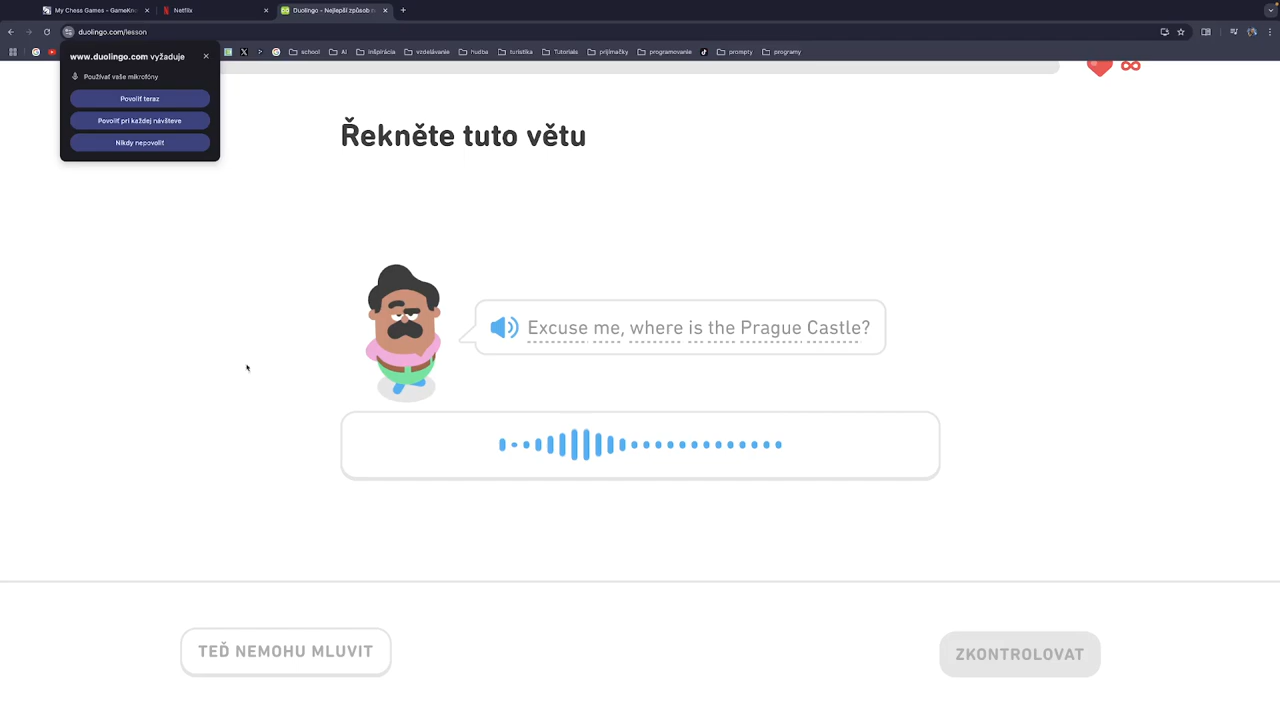 My Chess Games - GameKn
Netflix
Duolingo - Nejlepší způsob
duolingo.com/lesson
school
AI
inšpirácia
vzdelávanie
hudba
turistika
Tutorials
prijímačky
programovanie
prompty
programy
www.duolingo.com vyžaduje
Používať vaše mikrofóny
Povoliť teraz
Povoliť pri každej návšteve
Nikdy nepovoliť
Řekněte tuto větu
Excuse me, where is the Prague Castle?
TEĎ NEMOHU MLUVIT
ZKONTROLOVAT